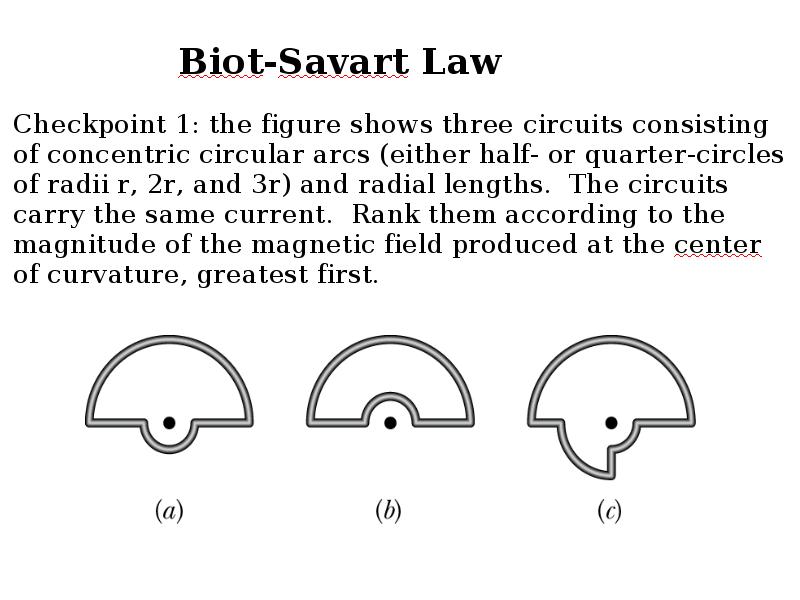 Biot-Savart Law
Checkpoint 1: the figure shows three circuits consisting
of concentric circular arcs (either half- or quarter-circles
of radii r, 2r, and 3r) and radial lengths.  The circuits
carry the same current.  Rank them according to the
magnitude of the magnetic field produced at the center
of curvature, greatest first.
(a) (b) (c)